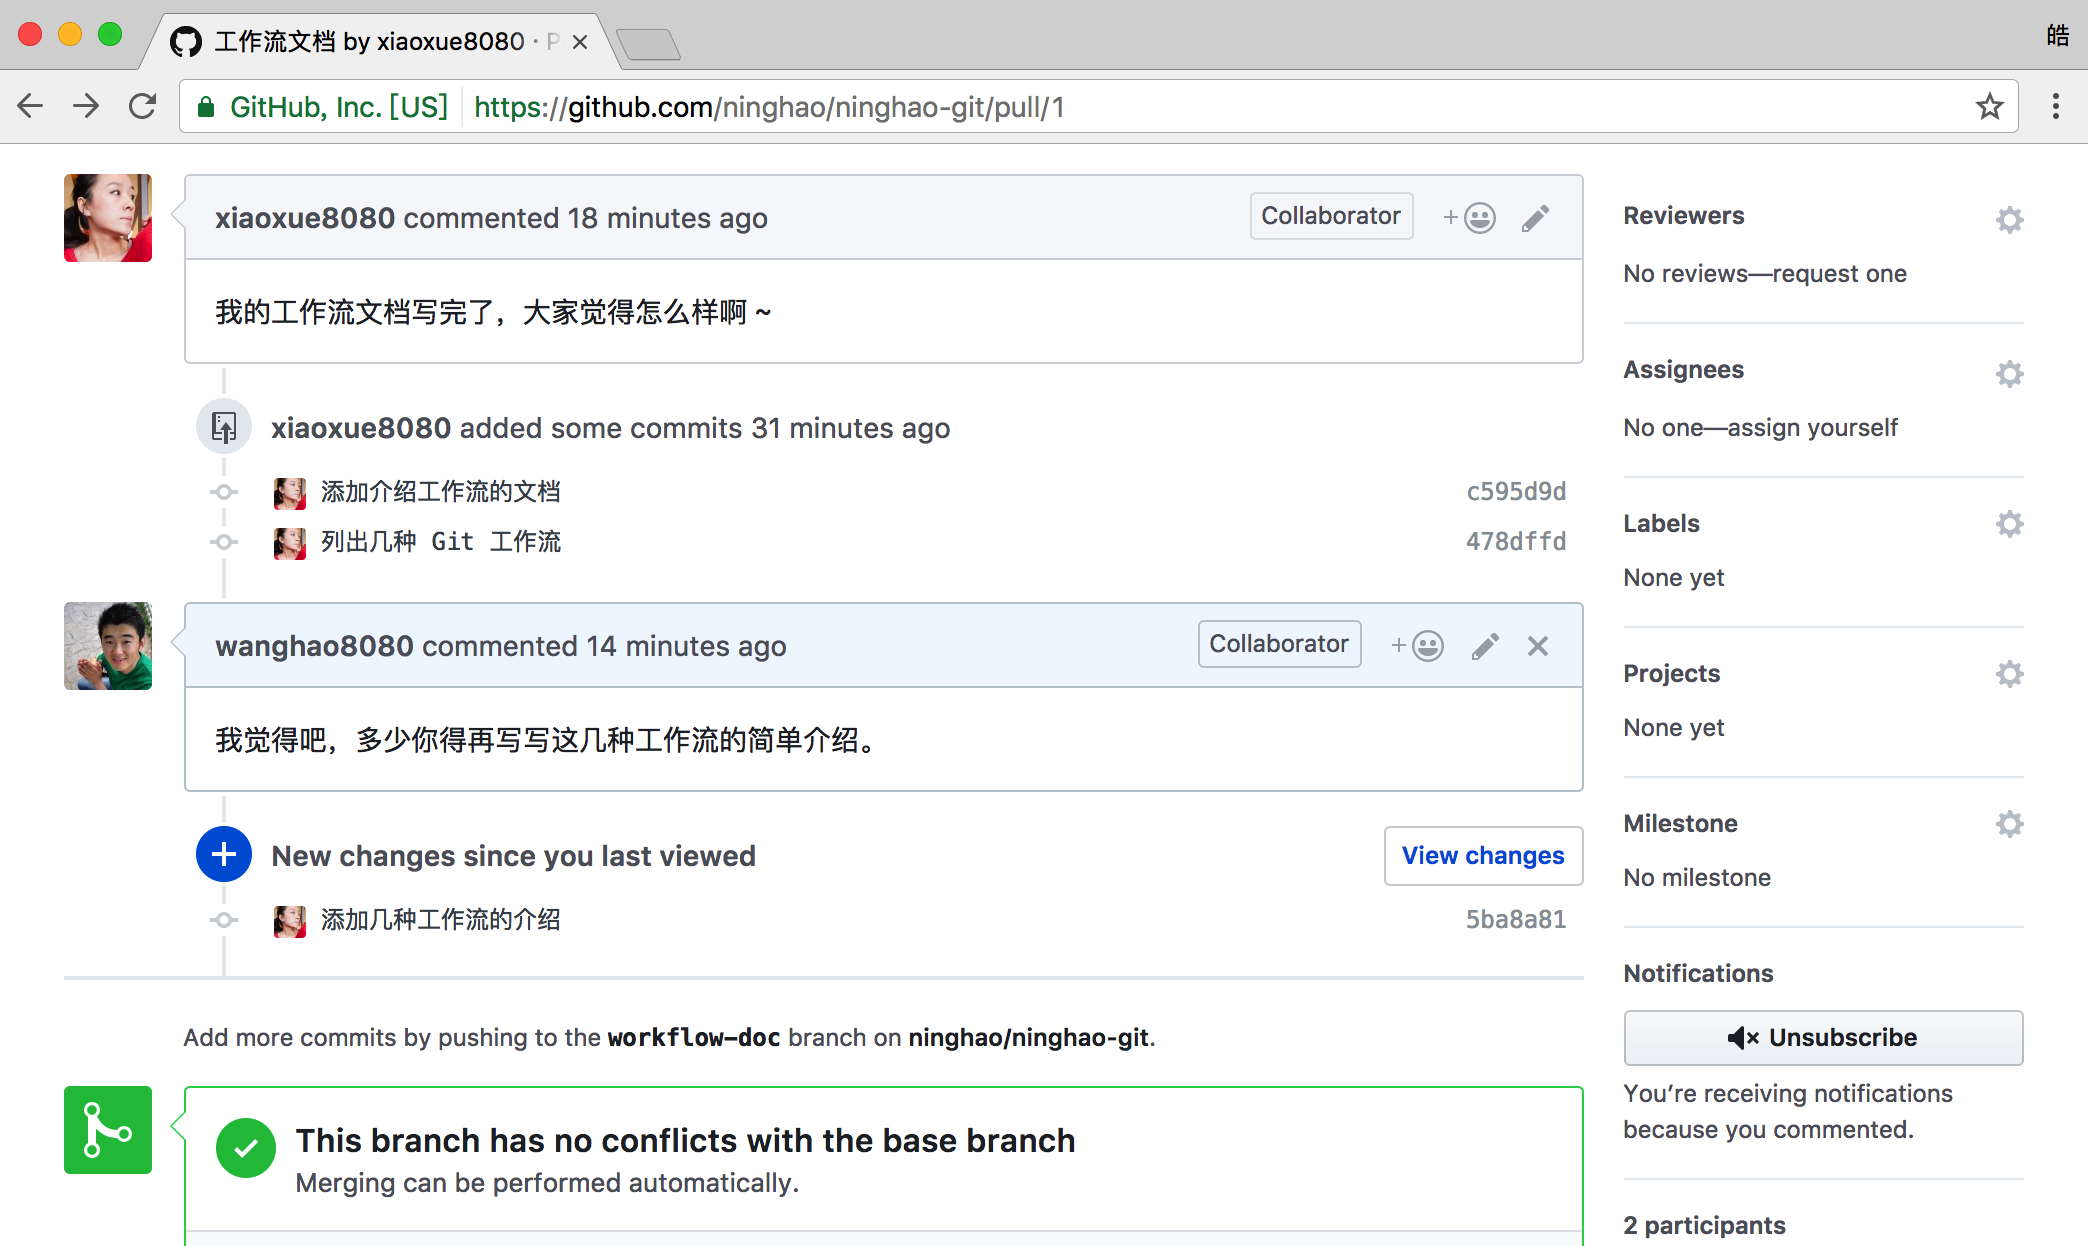 工作流文档 by xiaoxue8080 · P
皓
GitHub, Inc. [US]
https://github.com/ninghao/ninghao-git/pull/1
xiaoxue8080 commented 18 minutes ago
Collaborator
我的工作流文档写完了，大家觉得怎么样啊 ~
xiaoxue8080 added some commits 31 minutes ago
添加介绍工作流的文档 c595d9d
列出几种 Git 工作流 478dffd
wanghao8080 commented 14 minutes ago
Collaborator
我觉得吧，多少你得再写写这几种工作流的简单介绍。
New changes since you last viewed
View changes
添加几种工作流的介绍 5ba8a81
Add more commits by pushing to the workflow-doc branch on ninghao/ninghao-git.
This branch has no conflicts with the base branch
Merging can be performed automatically.
Reviewers
No reviews—request one
Assignees
No one—assign yourself
Labels
None yet
Projects
None yet
Milestone
No milestone
Notifications
Unsubscribe
You’re receiving notifications
because you commented.
2 participants